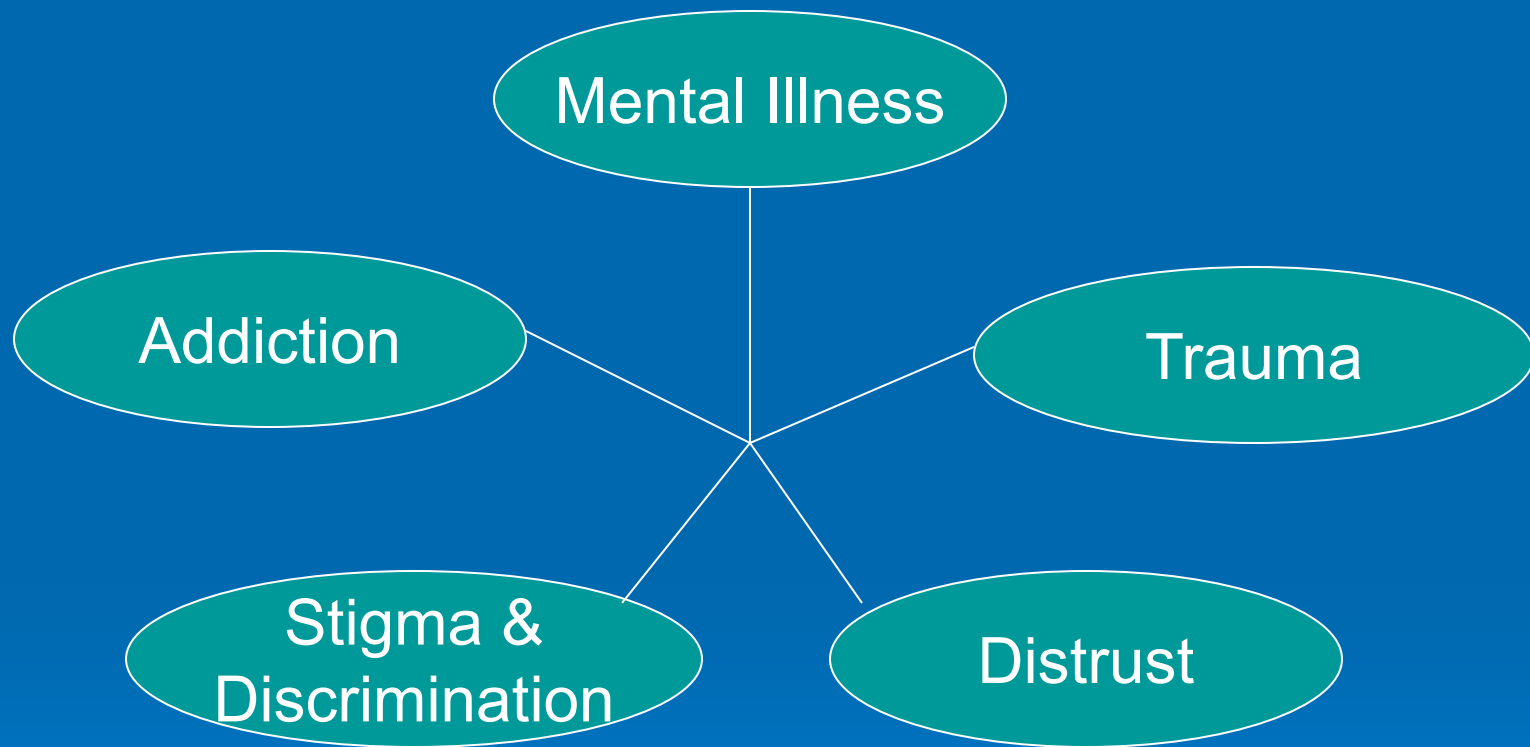 Mental Illness
Addiction
Trauma
Stigma &
Discrimination
Distrust